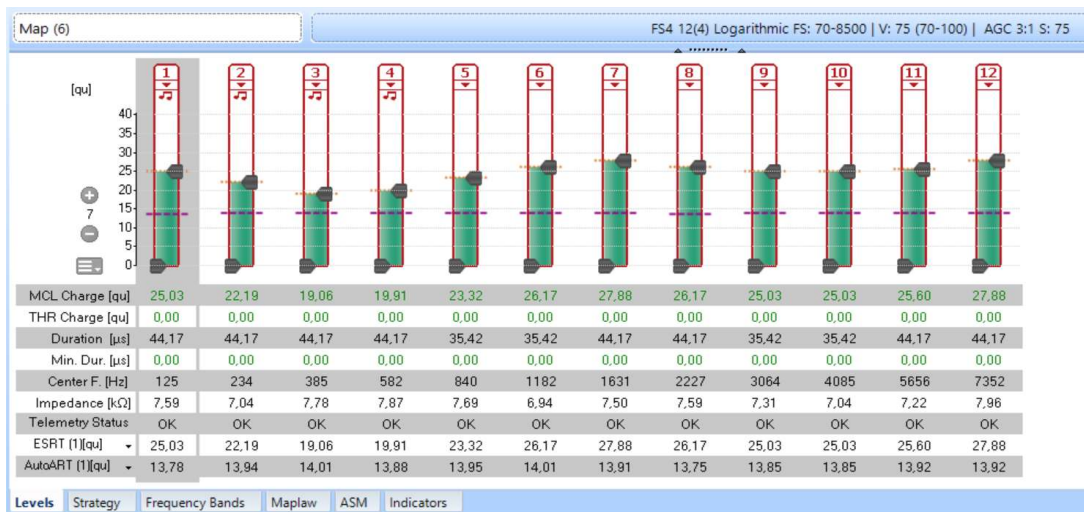 Map (6)
FS4 12(4) Logarithmic FS: 70-8500 | V: 75 (70-100) | AGC 3:1 S: 75
[qu] 1 2 3 4 5 6 7 8 9 10 11 12
40
35
30
25
20
7 15
10
5
0
MCL Charge [qu] 25,03 22,19 19,06 19,91 23,32 26,17 27,88 26,17 25,03 25,03 25,60 27,88
THR Charge [qu] 0,00 0,00 0,00 0,00 0,00 0,00 0,00 0,00 0,00 0,00 0,00 0,00
Duration [µs] 44,17 44,17 44,17 44,17 35,42 35,42 44,17 44,17 35,42 35,42 44,17 44,17
Min. Dur. [µs] 0,00 0,00 0,00 0,00 0,00 0,00 0,00 0,00 0,00 0,00 0,00 0,00
Center F. [Hz] 125 234 385 582 840 1182 1631 2227 3064 4085 5656 7352
Impedance [kΩ] 7,59 7,04 7,78 7,87 7,69 6,94 7,50 7,59 7,31 7,04 7,22 7,96
Telemetry Status OK OK OK OK OK OK OK OK OK OK OK OK
ESRT (1)[qu] 25,03 22,19 19,06 19,91 23,32 26,17 27,88 26,17 25,03 25,03 25,60 27,88
AutoART (1)[qu] 13,78 13,94 14,01 13,88 13,95 14,01 13,91 13,75 13,85 13,85 13,92 13,92
Levels Strategy Frequency Bands Maplaw ASM Indicators